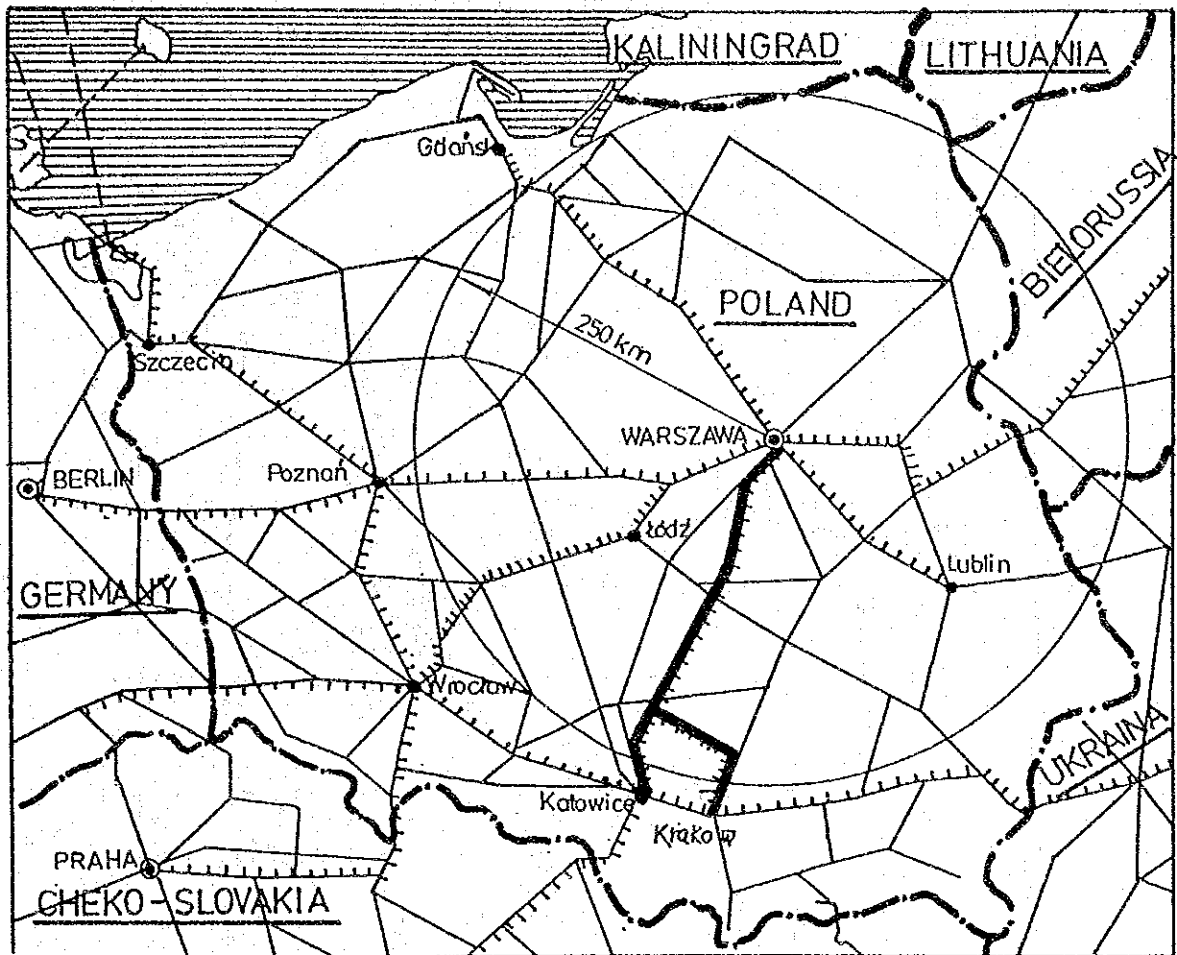 KALININGRAD
LITHUANIA
Gdańsk
BIELORUSSIA
POLAND
250 km
Szczecin
WARSZAWA
BERLIN
Poznań
Łódź
Lublin
GERMANY
Wrocław
UKRAINA
Katowice
Krakow
PRAHA
CHEKO-SLOVAKIA